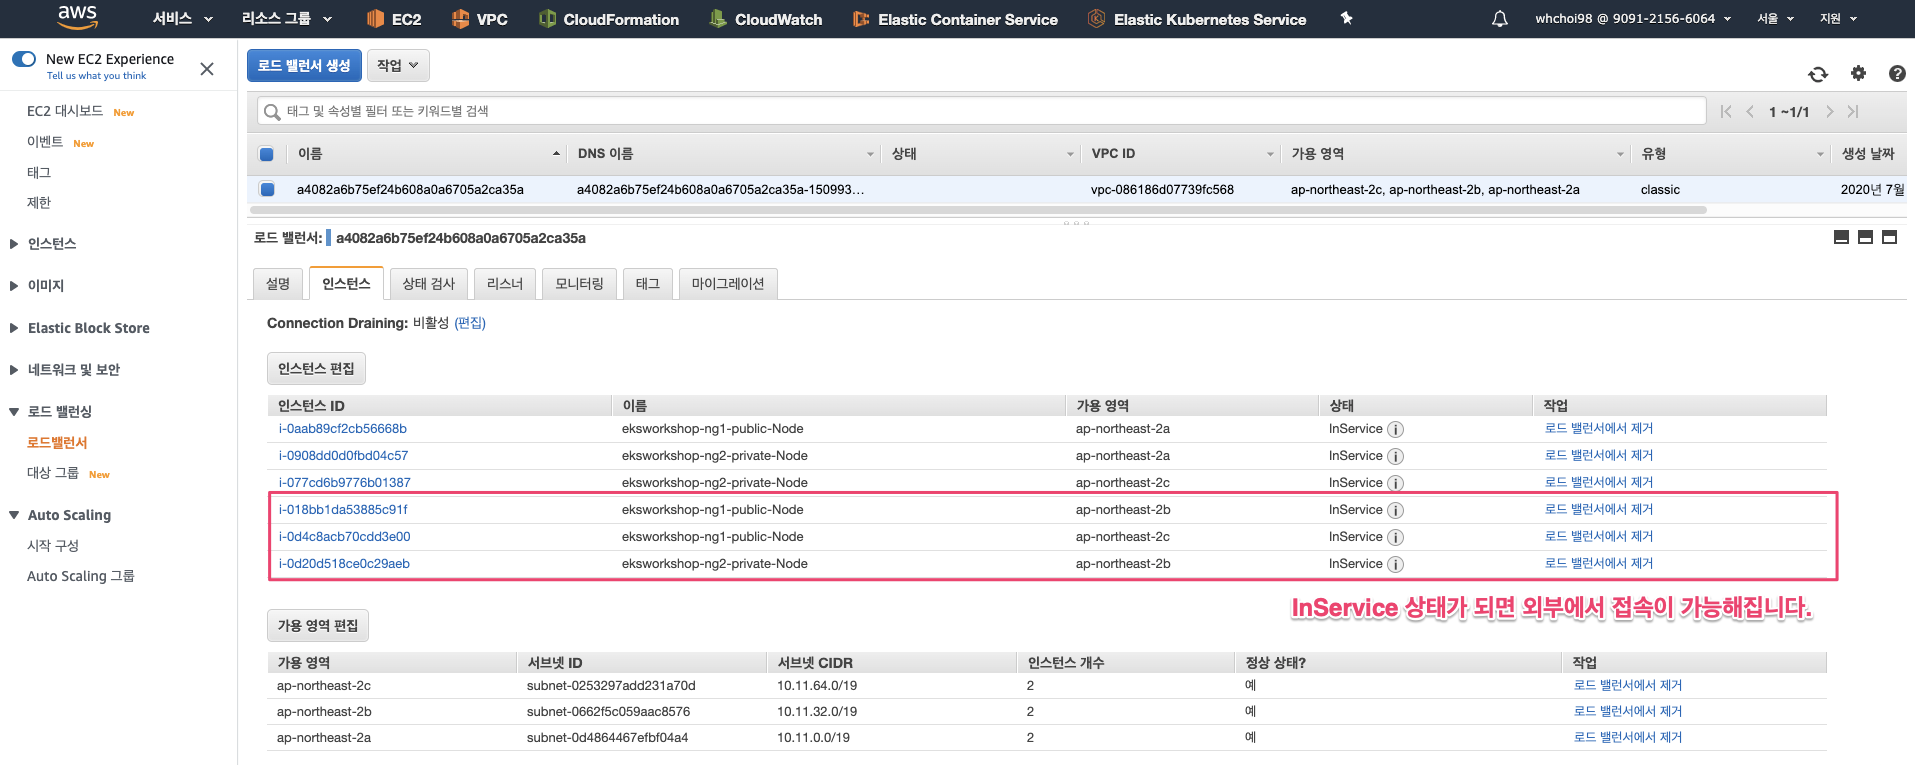 aws 서비스 리소스 그룹 EC2 VPC CloudFormation CloudWatch Elastic Container Service Elastic Kubernetes Service whchoi98 @ 9091-2156-6064 서울 지원
New EC2 Experience
Tell us what you think
EC2 대시보드 New
이벤트 New
태그
제한
인스턴스
이미지
Elastic Block Store
네트워크 및 보안
로드 밸런싱
로드밸런서
대상 그룹 New
Auto Scaling
시작 구성
Auto Scaling 그룹
로드 밸런서 생성 작업
태그 및 속성별 필터 또는 키워드별 검색 1 ~1/1
이름 DNS 이름 상태 VPC ID 가용 영역 유형 생성 날짜
a4082a6b75ef24b608a0a6705a2ca35a a4082a6b75ef24b608a0a6705a2ca35a-150993... vpc-086186d07739fc568 ap-northeast-2c, ap-northeast-2b, ap-northeast-2a classic 2020년 7월
로드 밸런서: a4082a6b75ef24b608a0a6705a2ca35a
설명 인스턴스 상태 검사 리스너 모니터링 태그 마이그레이션
Connection Draining: 비활성 (편집)
인스턴스 편집
인스턴스 ID 이름 가용 영역 상태 작업
i-0aab89cf2cb56668b eksworkshop-ng1-public-Node ap-northeast-2a InService 로드 밸런서에서 제거
i-0908dd0d0fbd04c57 eksworkshop-ng2-private-Node ap-northeast-2a InService 로드 밸런서에서 제거
i-077cd6b9776b01387 eksworkshop-ng2-private-Node ap-northeast-2c InService 로드 밸런서에서 제거
i-018bb1da53885c91f eksworkshop-ng1-public-Node ap-northeast-2b InService 로드 밸런서에서 제거
i-0d4c8acb70cdd3e00 eksworkshop-ng1-public-Node ap-northeast-2c InService 로드 밸런서에서 제거
i-0d20d518ce0c29aeb eksworkshop-ng2-private-Node ap-northeast-2b InService 로드 밸런서에서 제거
InService 상태가 되면 외부에서 접속이 가능해집니다.
가용 영역 편집
가용 영역 서브넷 ID 서브넷 CIDR 인스턴스 개수 정상 상태? 작업
ap-northeast-2c subnet-0253297add231a70d 10.11.64.0/19 2 예 로드 밸런서에서 제거
ap-northeast-2b subnet-0662f5c059aac8576 10.11.32.0/19 2 예 로드 밸런서에서 제거
ap-northeast-2a subnet-0d4864467efbf04a4 10.11.0.0/19 2 예 로드 밸런서에서 제거